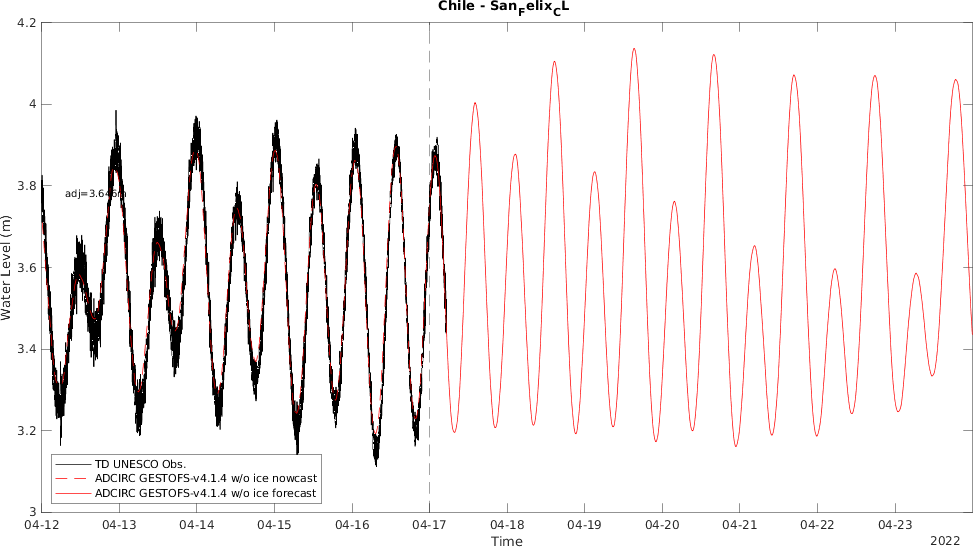 Chile - San_Felix_CL
4.2
4
3.8
3.6
3.4
3.2
3
Water Level (m)
adj=3.646m
TD UNESCO Obs.
ADCIRC GESTOFS-v4.1.4 w/o ice nowcast
ADCIRC GESTOFS-v4.1.4 w/o ice forecast
04-12 04-13 04-14 04-15 04-16 04-17 04-18 04-19 04-20 04-21 04-22 04-23
Time
2022